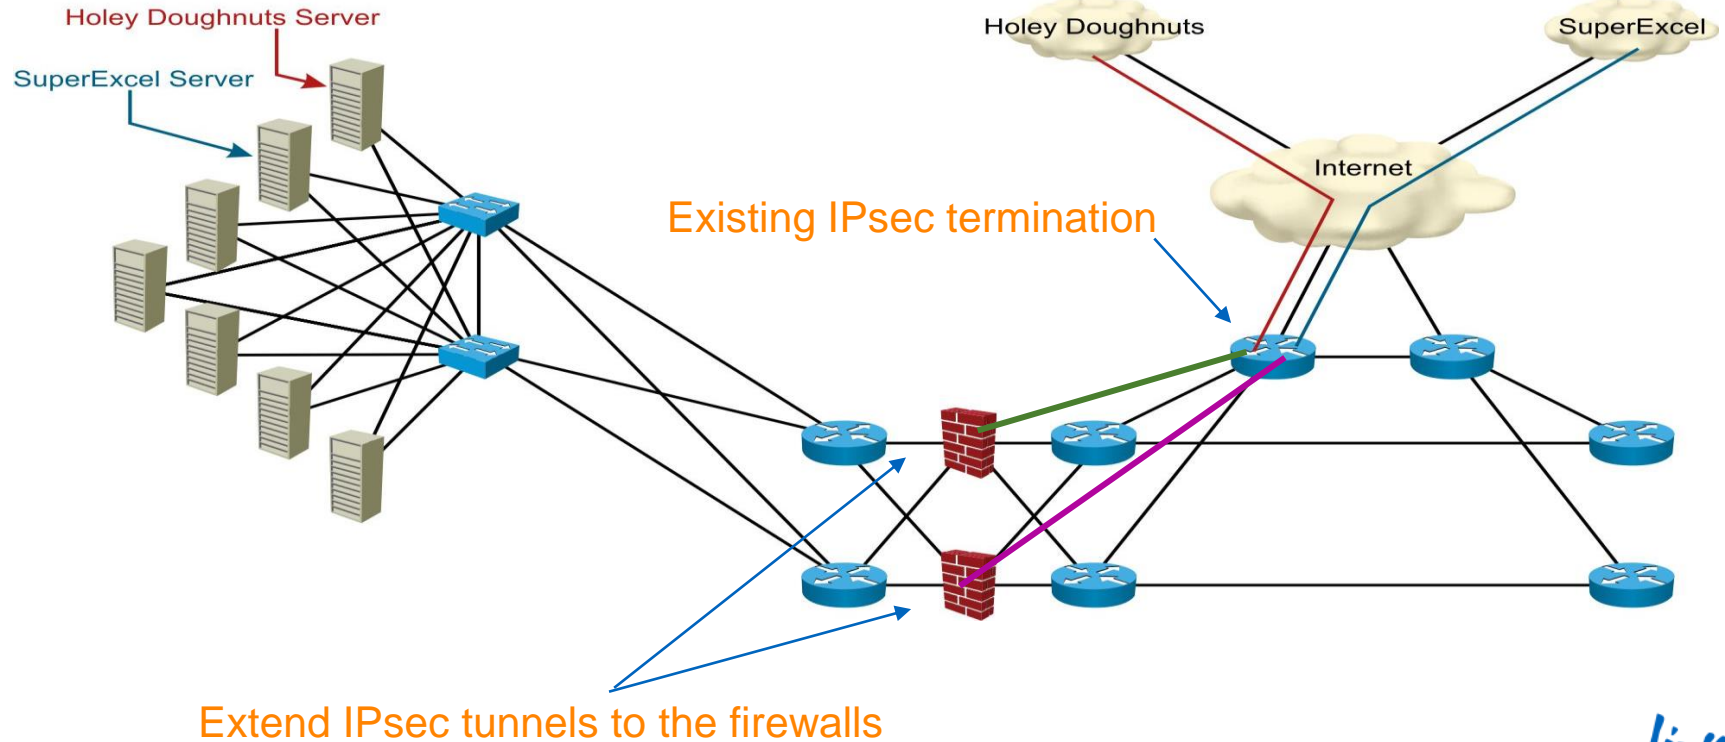 Holey Doughnuts Server
SuperExcel Server
Holey Doughnuts
SuperExcel
Internet
Existing IPsec termination
Extend IPsec tunnels to the firewalls